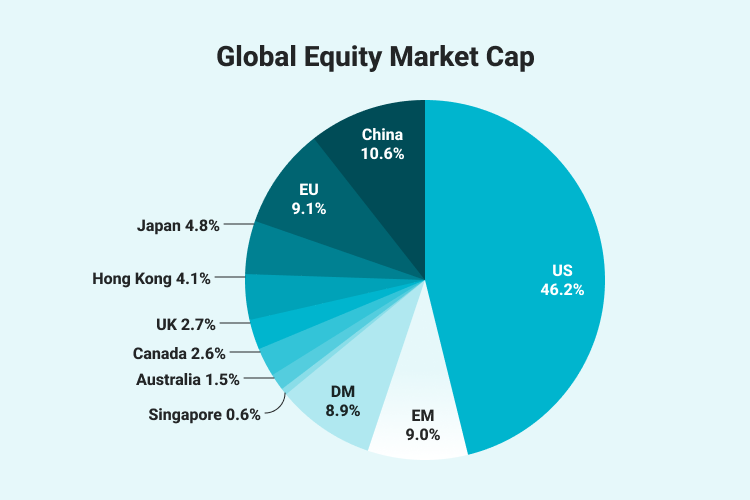 Global Equity Market Cap
China
10.6%
EU
9.1%
Japan 4.8%
Hong Kong 4.1%
US
46.2%
UK 2.7%
Canada 2.6%
Australia 1.5%
Singapore 0.6%
DM
8.9%
EM
9.0%